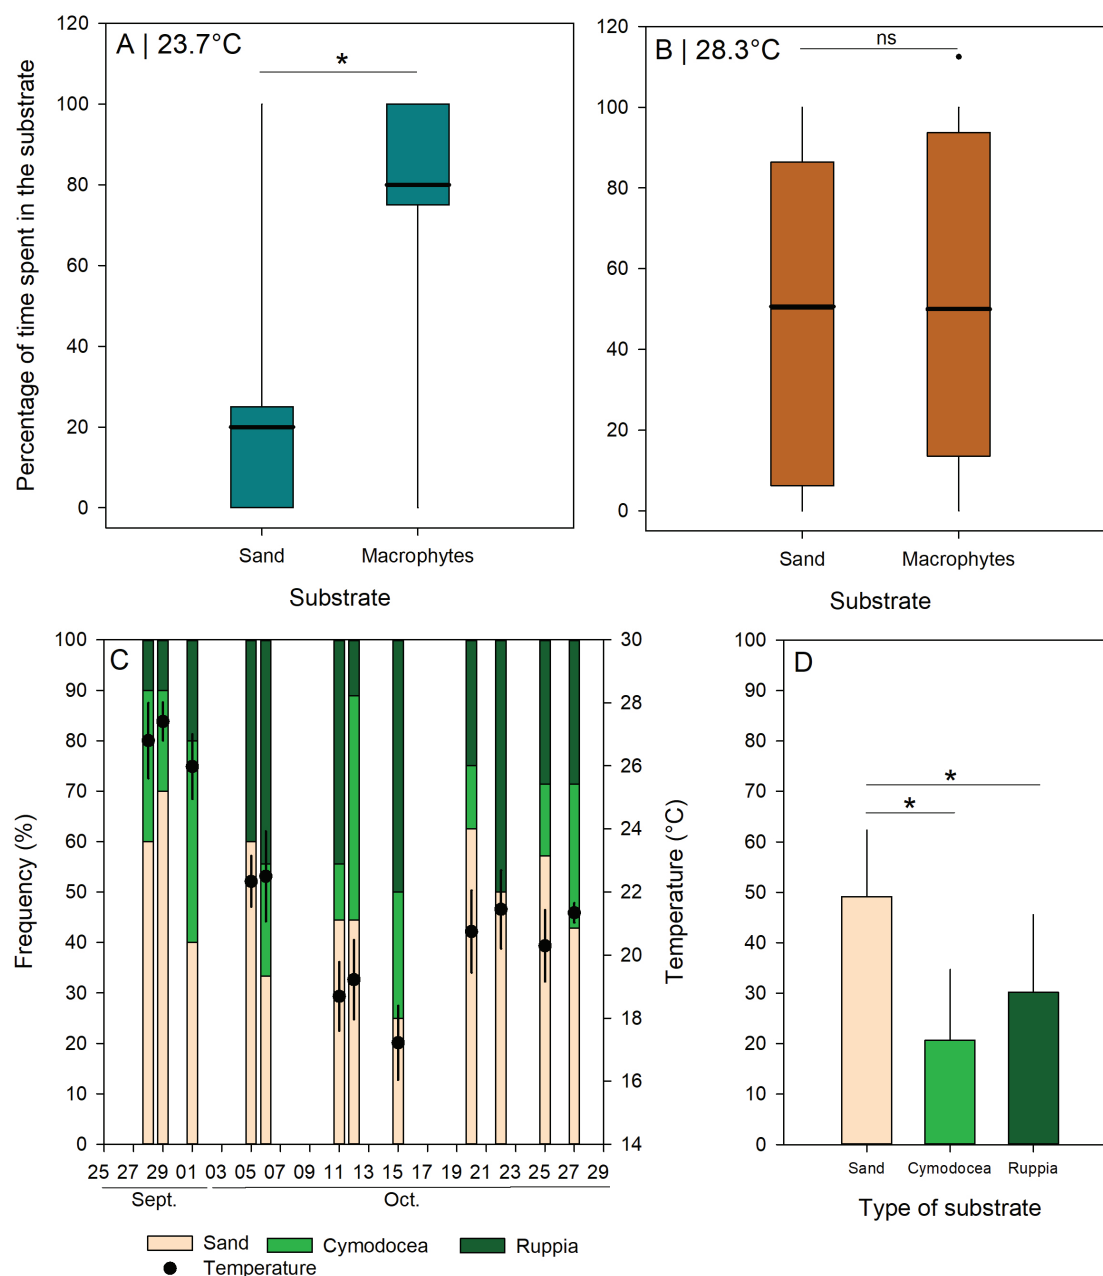 A | 23.7°C
*
Percentage of time spent in the substrate
120
100
80
60
40
20
0
Sand Macrophytes
Substrate
B | 28.3°C
ns
120
100
80
60
40
20
0
Sand Macrophytes
Substrate
C
Frequency (%)
100
90
80
70
60
50
40
30
20
10
0
30
28
26
24
22
20
18
16
14
Temperature (°C)
25 27 29 01 03 05 07 09 11 13 15 17 19 21 23 25 27 29
Sept. Oct.
Sand Cymodocea Ruppia
Temperature
D
*
*
100
90
80
70
60
50
40
30
20
10
0
Sand Cymodocea Ruppia
Type of substrate